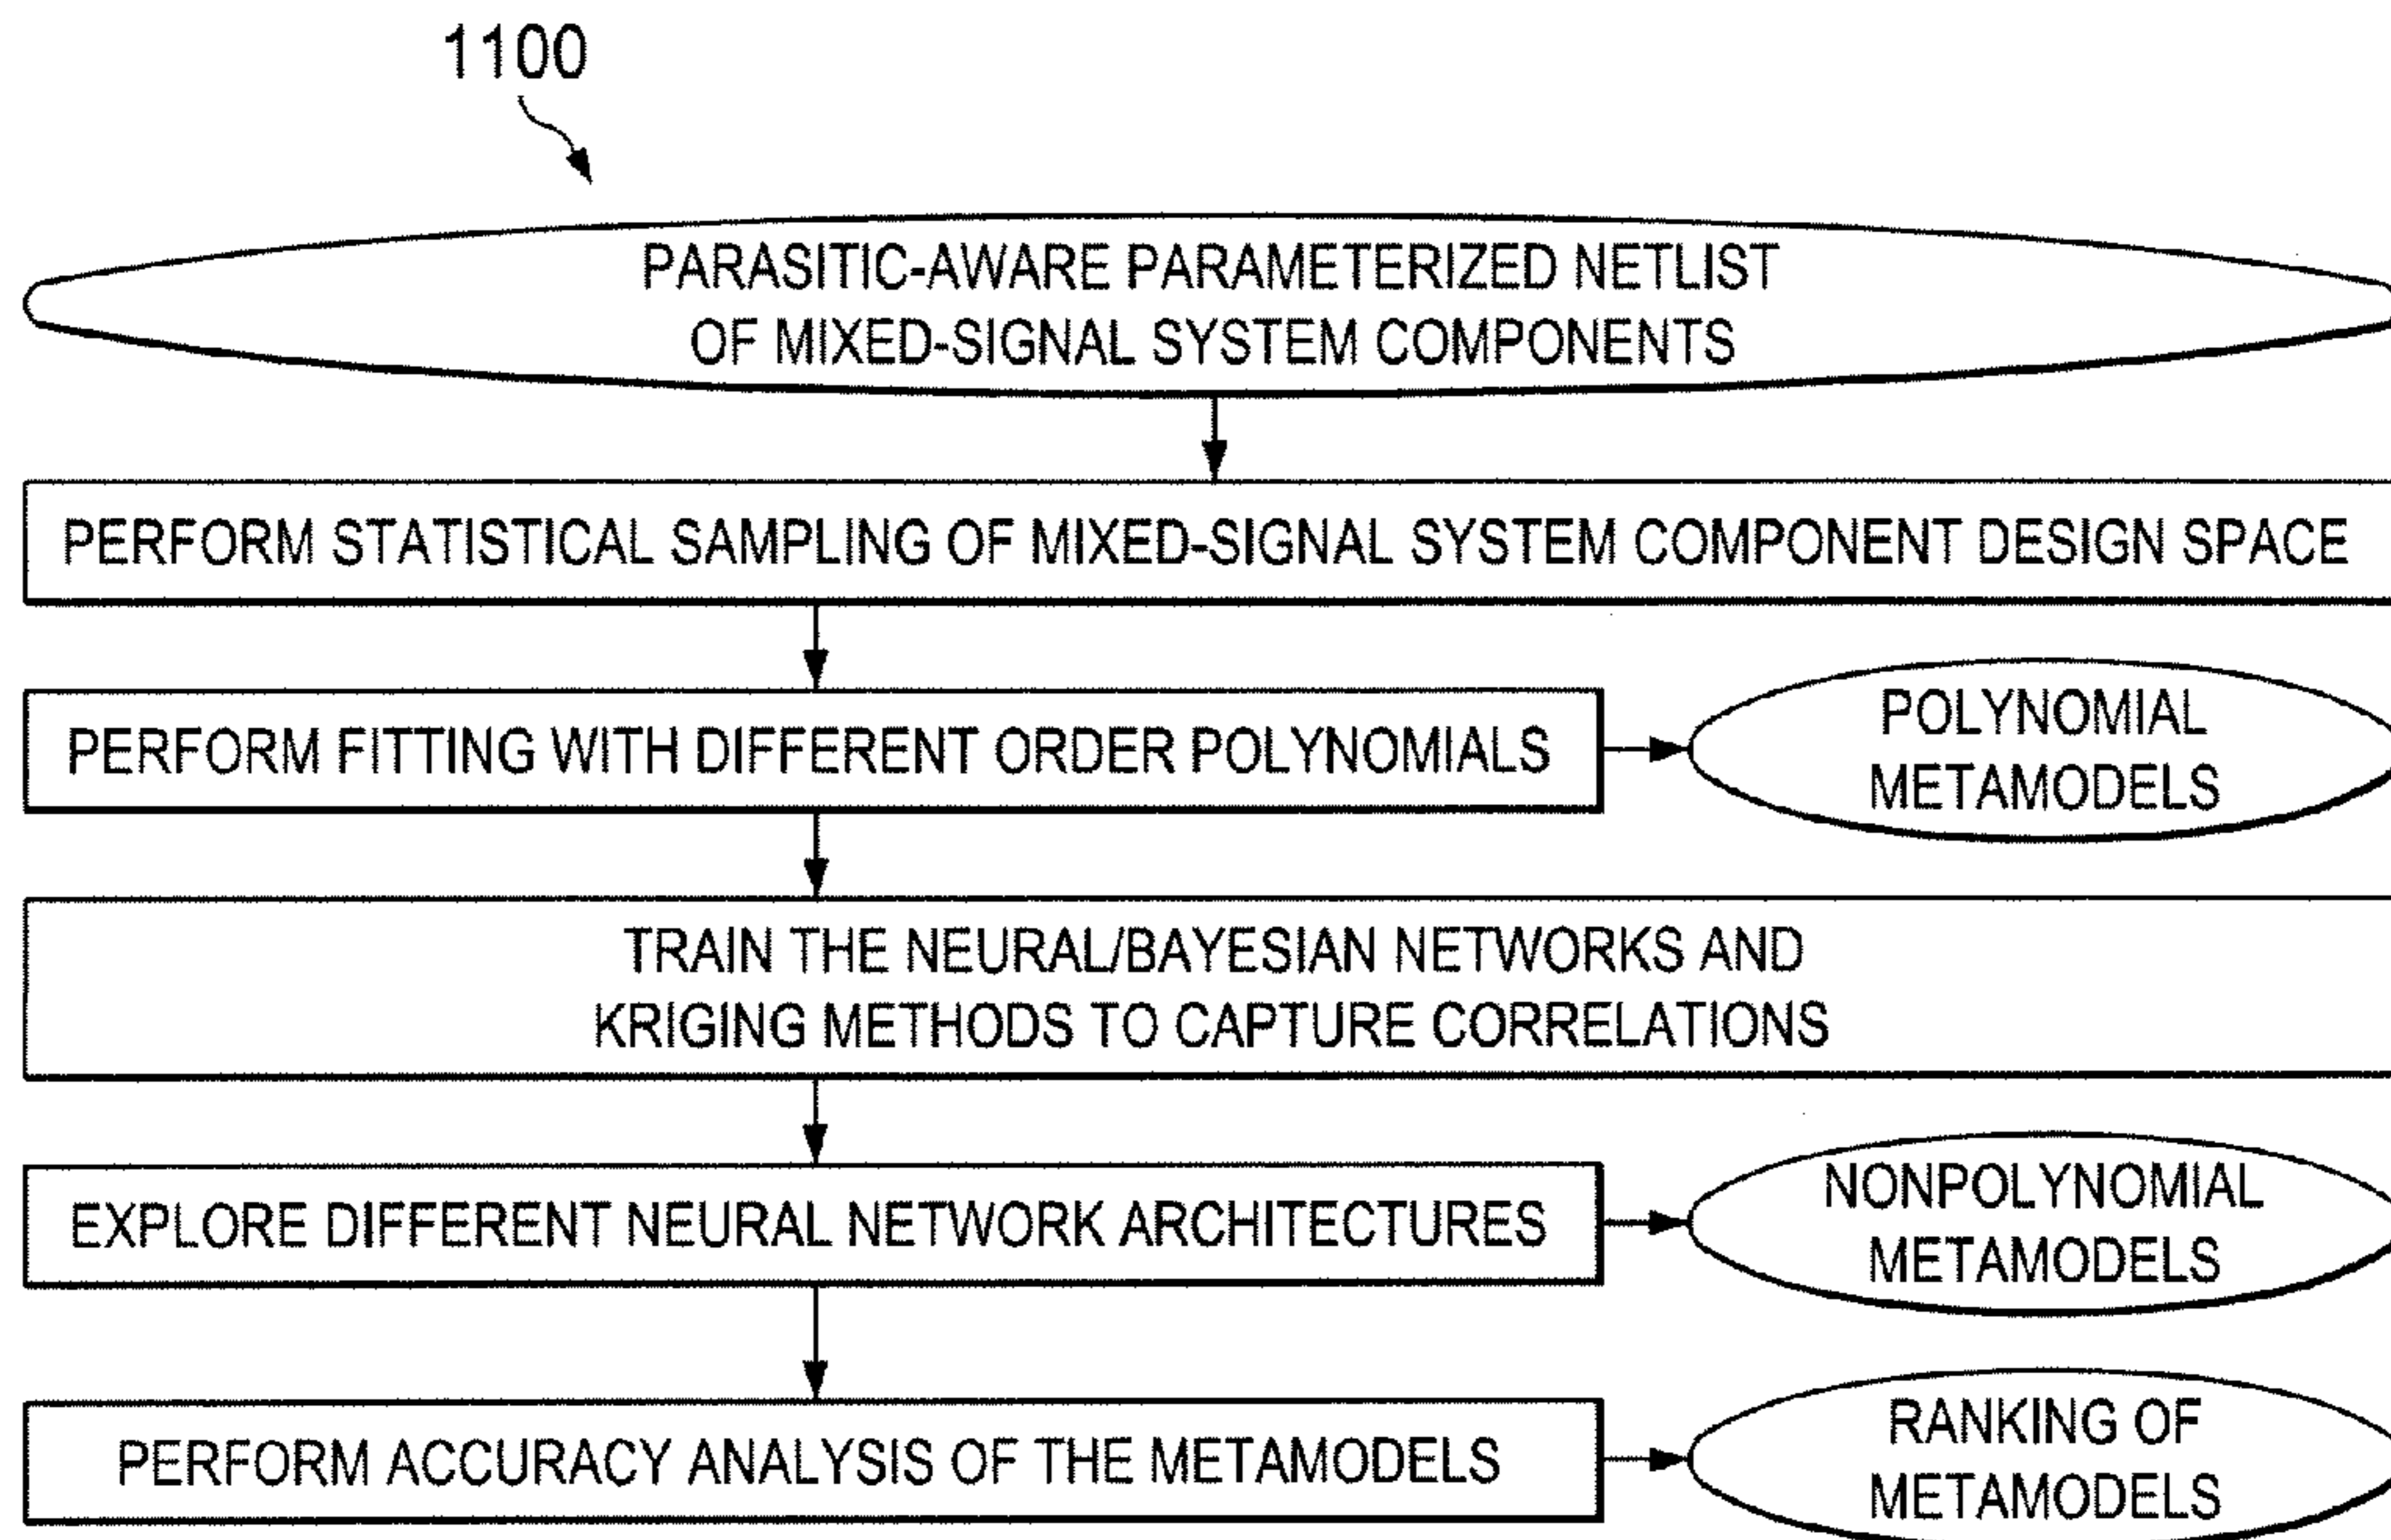 1100
PARASITIC-AWARE PARAMETERIZED NETLIST
OF MIXED-SIGNAL SYSTEM COMPONENTS
PERFORM STATISTICAL SAMPLING OF MIXED-SIGNAL SYSTEM COMPONENT DESIGN SPACE
PERFORM FITTING WITH DIFFERENT ORDER POLYNOMIALS
POLYNOMIAL
METAMODELS
TRAIN THE NEURAL/BAYESIAN NETWORKS AND
KRIGING METHODS TO CAPTURE CORRELATIONS
EXPLORE DIFFERENT NEURAL NETWORK ARCHITECTURES
NONPOLYNOMIAL
METAMODELS
PERFORM ACCURACY ANALYSIS OF THE METAMODELS
RANKING OF
METAMODELS